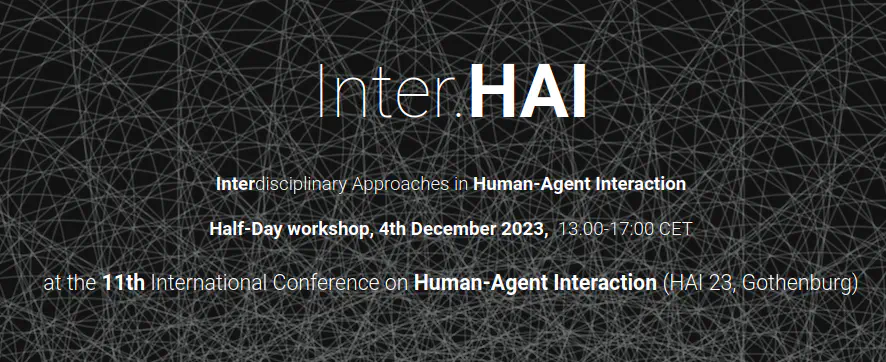 Inter.HAI
Interdisciplinary Approaches in Human-Agent Interaction
Half-Day workshop, 4th December 2023, 13.00-17:00 CET
at the 11th International Conference on Human-Agent Interaction (HAI 23, Gothenburg)